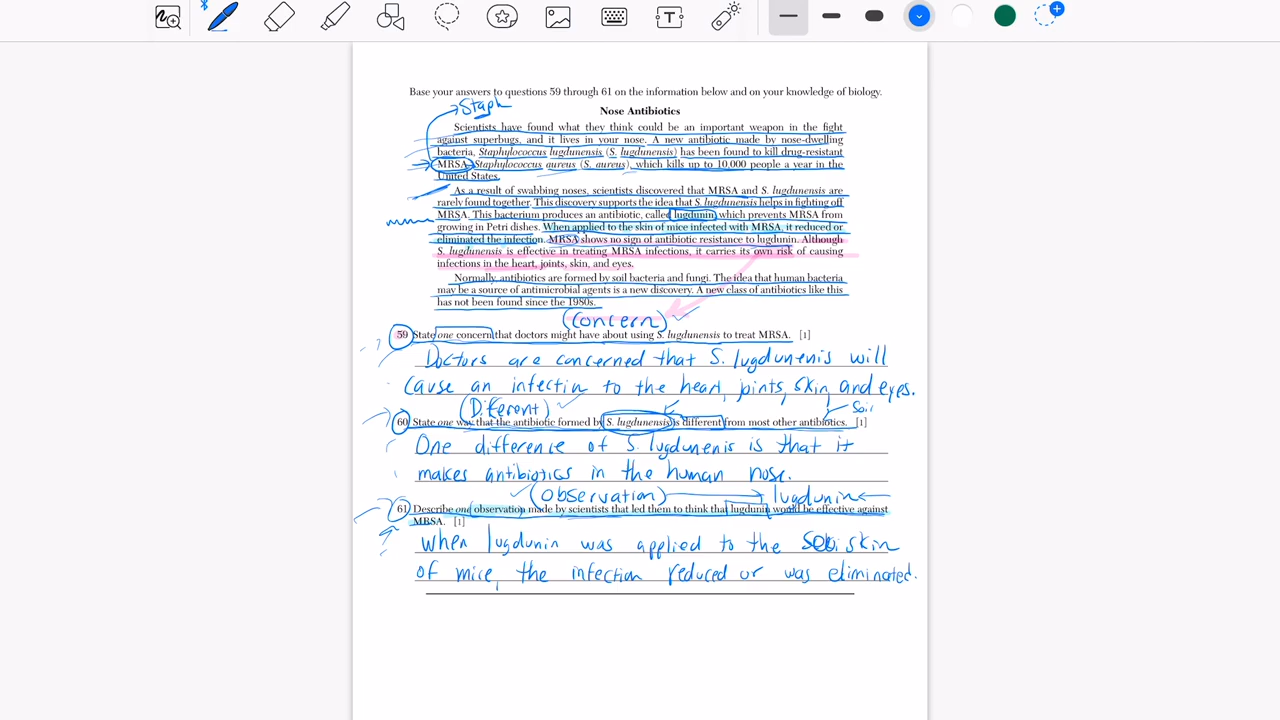 T
Base your answers to questions 59 through 61 on the information below and on your knowledge of biology.
Staph
Nose Antibiotics
Scientists have found what they think could be an important weapon in the fight
against superbugs, and it lives in your nose. A new antibiotic made by nose-dwelling
bacteria, Staphylococcus lugdunensis (S. lugdunensis) has been found to kill drug-resistant
MRSA Staphylococcus aureus (S. aureus), which kills up to 10,000 people a year in the
United States.
As a result of swabbing noses, scientists discovered that MRSA and S. lugdunensis are
rarely found together. This discovery supports the idea that S. lugdunensis helps in fighting off
MRSA. This bacterium produces an antibiotic, called lugdunin, which prevents MRSA from
growing in Petri dishes. When applied to the skin of mice infected with MRSA, it reduced or
eliminated the infection. MRSA shows no sign of antibiotic resistance to lugdunin. Although
S. lugdunensis is effective in treating MRSA infections, it carries its own risk of causing
infections in the heart, joints, skin, and eyes.
Normally, antibiotics are formed by soil bacteria and fungi. The idea that human bacteria
may be a source of antimicrobial agents is a new discovery. A new class of antibiotics like this
has not been found since the 1980s.
(Concern)
59 State one concern that doctors might have about using S. lugdunensis to treat MRSA. [1]
Doctors are concerned that S. lugdunenis will
cause an infectin to the heart, joints, skin, and eyes.
(Different) Soil
60 State one way that the antibiotic formed by S. lugdunensis is different from most other antibiotics. [1]
One difference of S. lugdunenis is that it
makes antibiotics in the human nose.
(observation) lugdunin
61 Describe one observation made by scientists that led them to think that lugdunin would be effective against
MRSA. [1]
When lugdunin was applied to the skin
of mice, the infection reduced or was eliminated.